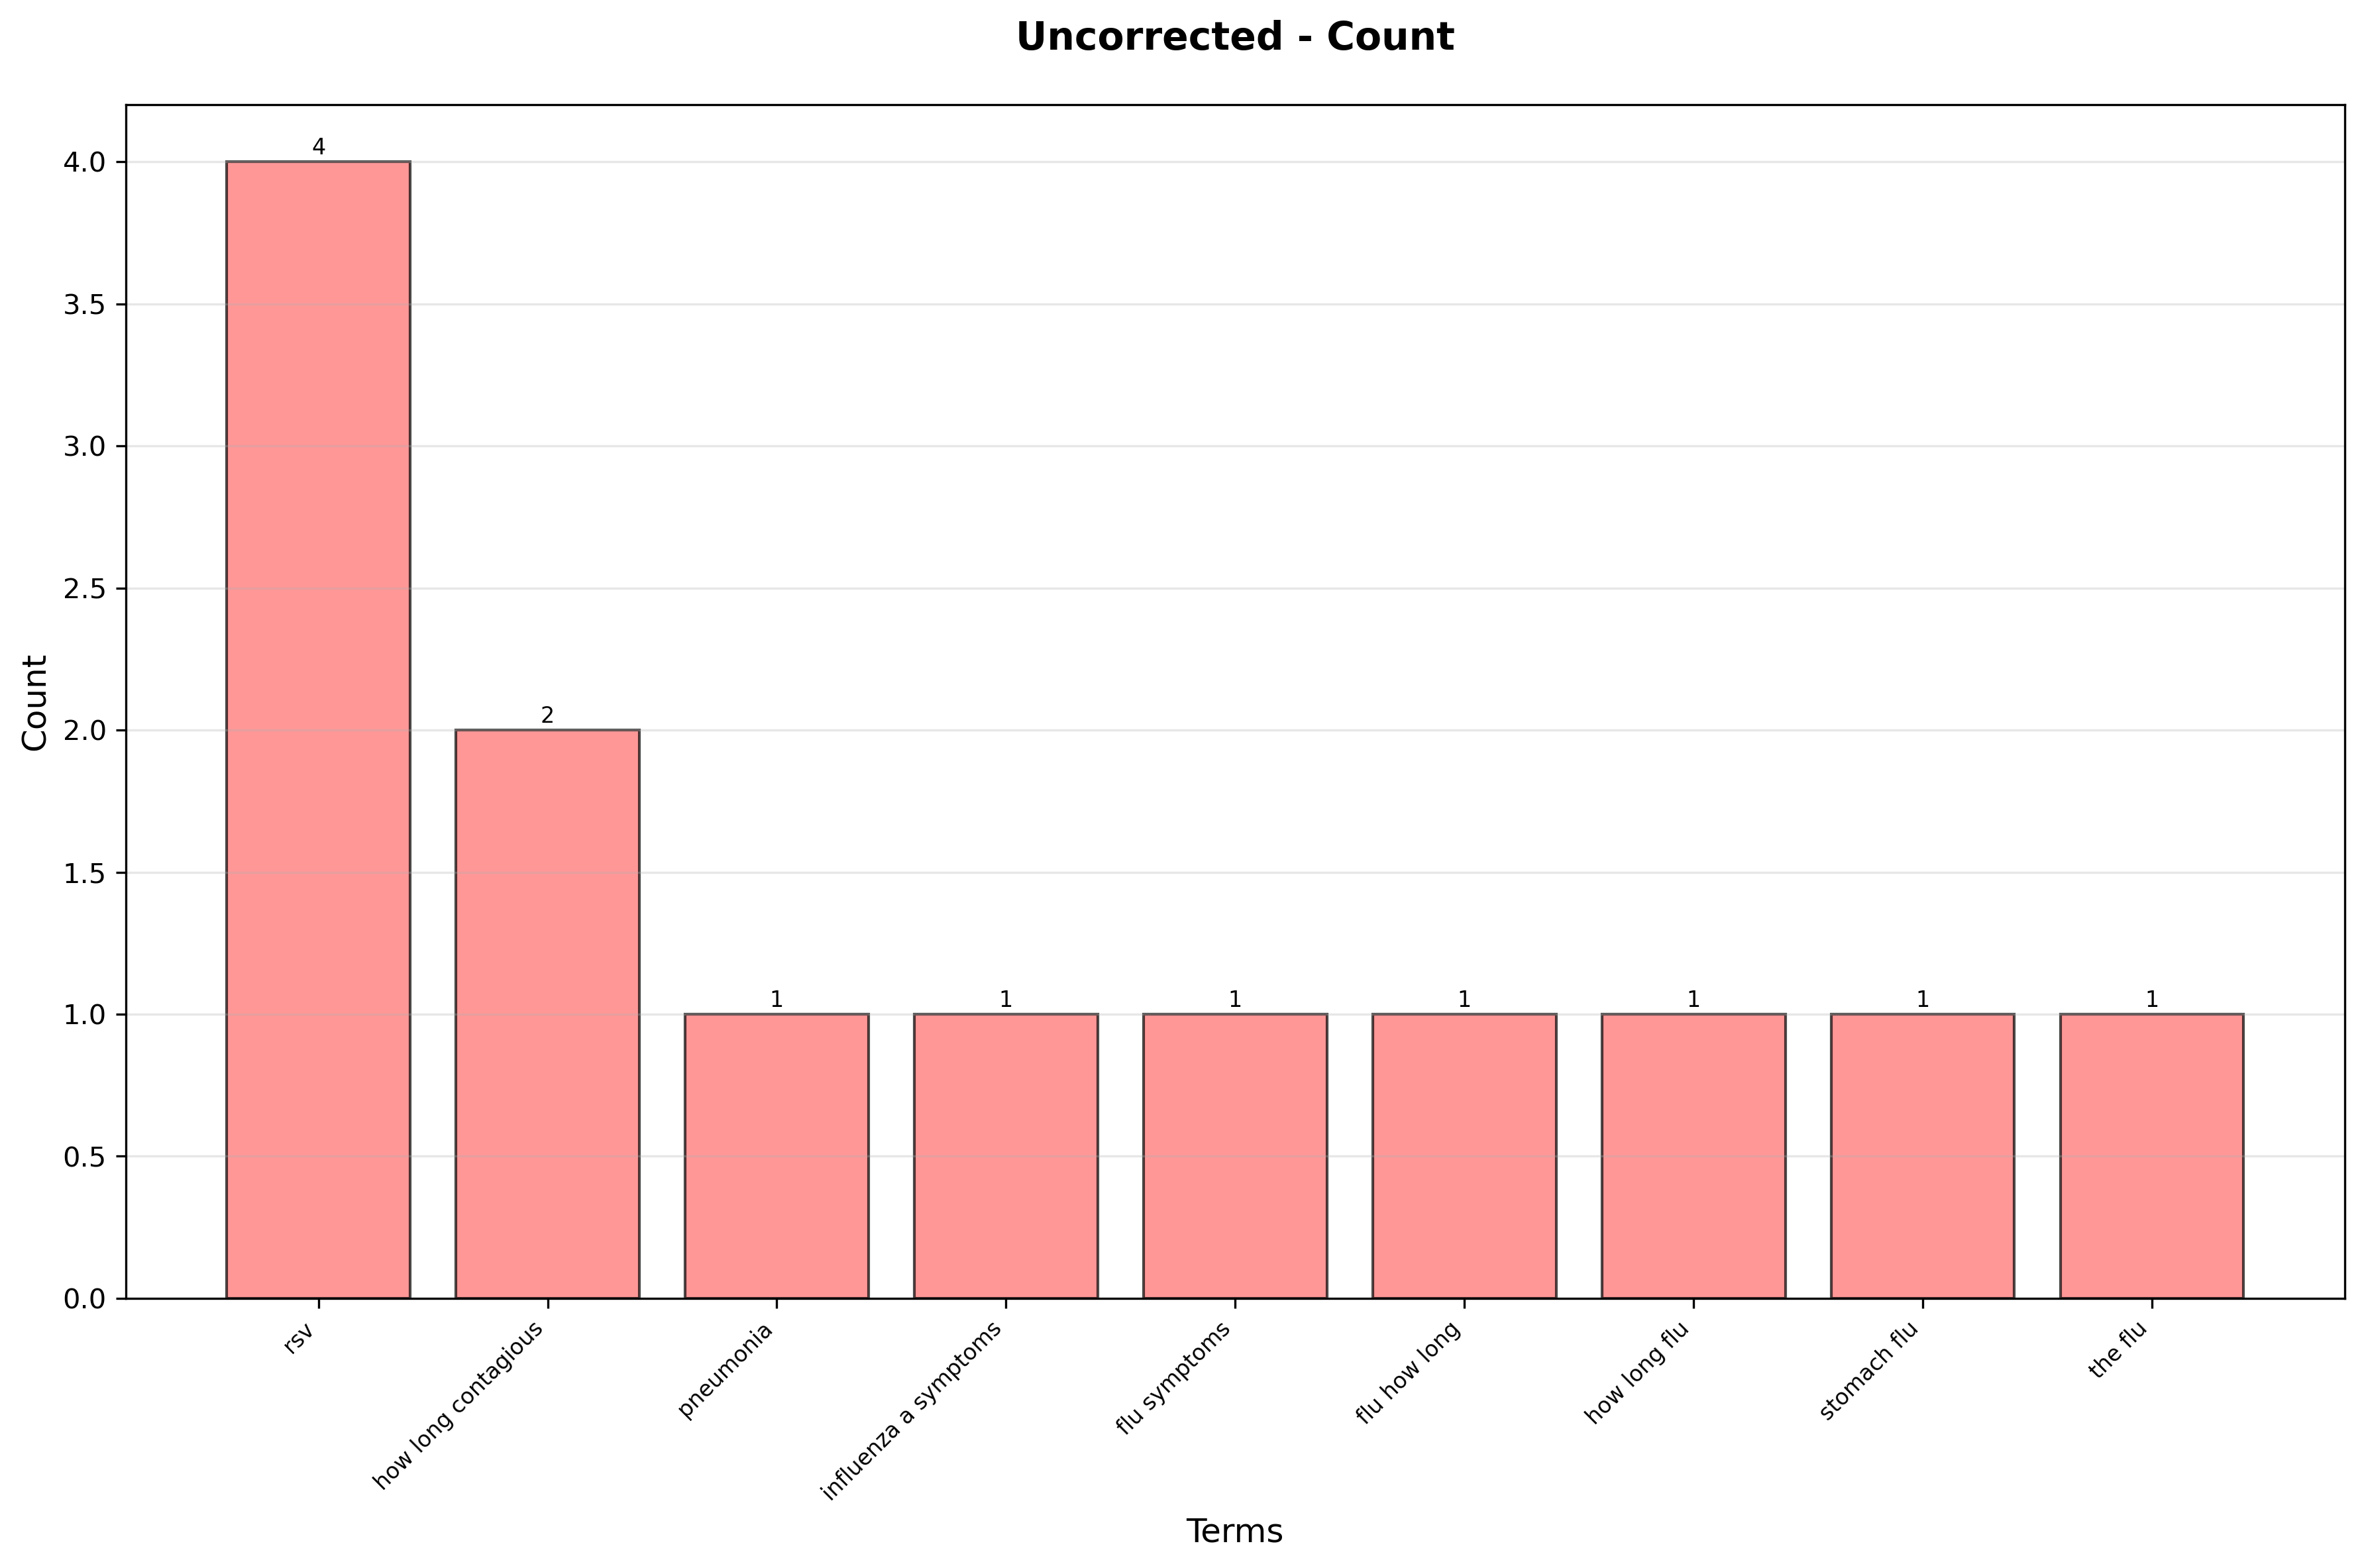 Uncorrected - Count
Count
4.0
3.5
3.0
2.5
2.0
1.5
1.0
0.5
0.0
4
2
1
1
1
1
1
1
1
rsv
how long contagious
pneumonia
influenza a symptoms
flu symptoms
flu how long
how long flu
stomach flu
the flu
Terms